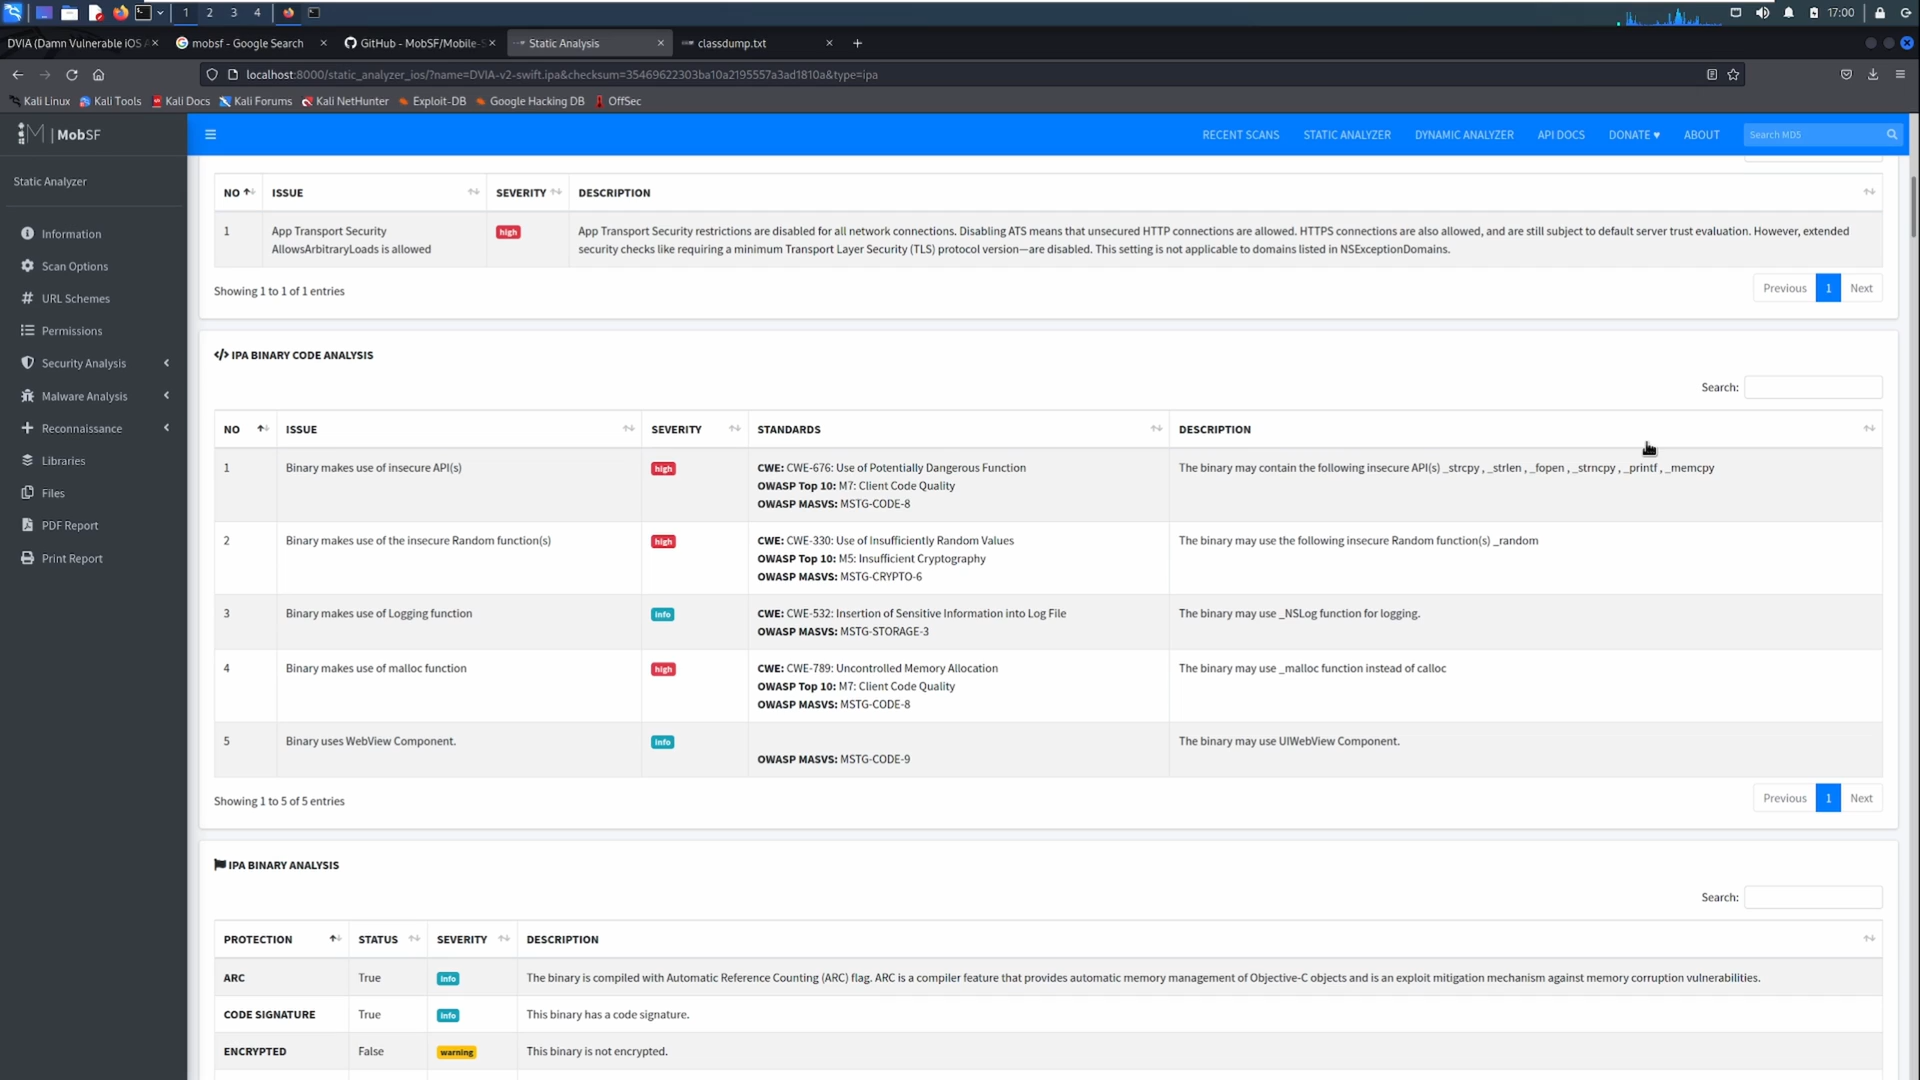 1 2 3 4 17:00
DVIA (Damn Vulnerable iOS A
mobsf - Google Search
GitHub - MobSF/Mobile-S
Static Analysis
classdump.txt
localhost:8000/static_analyzer_ios/?name=DVIA-v2-swift.ipa&checksum=35469622303ba10a2195557a3ad1810a&type=ipa
Kali Linux Kali Tools Kali Docs Kali Forums Kali NetHunter Exploit-DB Google Hacking DB OffSec
MobSF
RECENT SCANS STATIC ANALYZER DYNAMIC ANALYZER API DOCS DONATE ♥ ABOUT Search MD5
Static Analyzer
Information
Scan Options
URL Schemes
Permissions
Security Analysis
Malware Analysis
Reconnaissance
Libraries
Files
PDF Report
Print Report
NO ISSUE SEVERITY DESCRIPTION
1 App Transport Security AllowsArbitraryLoads is allowed high App Transport Security restrictions are disabled for all network connections. Disabling ATS means that unsecured HTTP connections are allowed. HTTPS connections are also allowed, and are still subject to default server trust evaluation. However, extended
security checks like requiring a minimum Transport Layer Security (TLS) protocol version—are disabled. This setting is not applicable to domains listed in NSExceptionDomains.
Showing 1 to 1 of 1 entries Previous 1 Next
</> IPA BINARY CODE ANALYSIS
Search:
NO ISSUE SEVERITY STANDARDS DESCRIPTION
1 Binary makes use of insecure API(s) high CWE: CWE-676: Use of Potentially Dangerous Function The binary may contain the following insecure API(s) _strcpy , _strlen , _fopen , _strncpy , _printf , _memcpy
OWASP Top 10: M7: Client Code Quality
OWASP MASVS: MSTG-CODE-8
2 Binary makes use of the insecure Random function(s) high CWE: CWE-330: Use of Insufficiently Random Values The binary may use the following insecure Random function(s) _random
OWASP Top 10: M5: Insufficient Cryptography
OWASP MASVS: MSTG-CRYPTO-6
3 Binary makes use of Logging function info CWE: CWE-532: Insertion of Sensitive Information into Log File The binary may use _NSLog function for logging.
OWASP MASVS: MSTG-STORAGE-3
4 Binary makes use of malloc function high CWE: CWE-789: Uncontrolled Memory Allocation The binary may use _malloc function instead of calloc
OWASP Top 10: M7: Client Code Quality
OWASP MASVS: MSTG-CODE-8
5 Binary uses WebView Component. info The binary may use UIWebView Component.
OWASP MASVS: MSTG-CODE-9
Showing 1 to 5 of 5 entries Previous 1 Next
IPA BINARY ANALYSIS
Search:
PROTECTION STATUS SEVERITY DESCRIPTION
ARC True info The binary is compiled with Automatic Reference Counting (ARC) flag. ARC is a compiler feature that provides automatic memory management of Objective-C objects and is an exploit mitigation mechanism against memory corruption vulnerabilities.
CODE SIGNATURE True info This binary has a code signature.
ENCRYPTED False warning This binary is not encrypted.